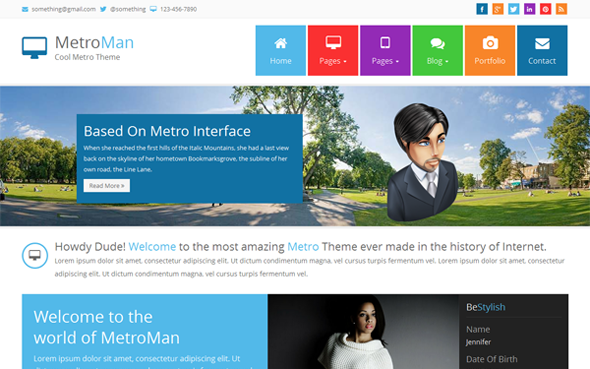 something@gmail.com @something 123-456-7890
MetroMan
Cool Metro Theme
Home Pages Pages Blog Portfolio Contact
Based On Metro Interface
When she reached the first hills of the Italic Mountains, she had a last view
back on the skyline of her hometown Bookmarksgrove, the subline of her
own road, the Line Lane.
Read More »
Howdy Dude! Welcome to the most amazing Metro Theme ever made in the history of Internet.
Lorem ipsum dolor sit amet, consectetur adipiscing elit. Ut dictum condimentum magna, vel cursus turpis fermentum vel. Lorem ipsum dolor sit amet,
consectetur adipiscing elit. Ut dictum condimentum magna, vel cursus turpis fermentum vel.
Welcome to the
world of MetroMan
Lorem ipsum dolor sit amet, consectetur adipiscing elit. Ut
BeStylish
Name
Jennifer
Date Of Birth